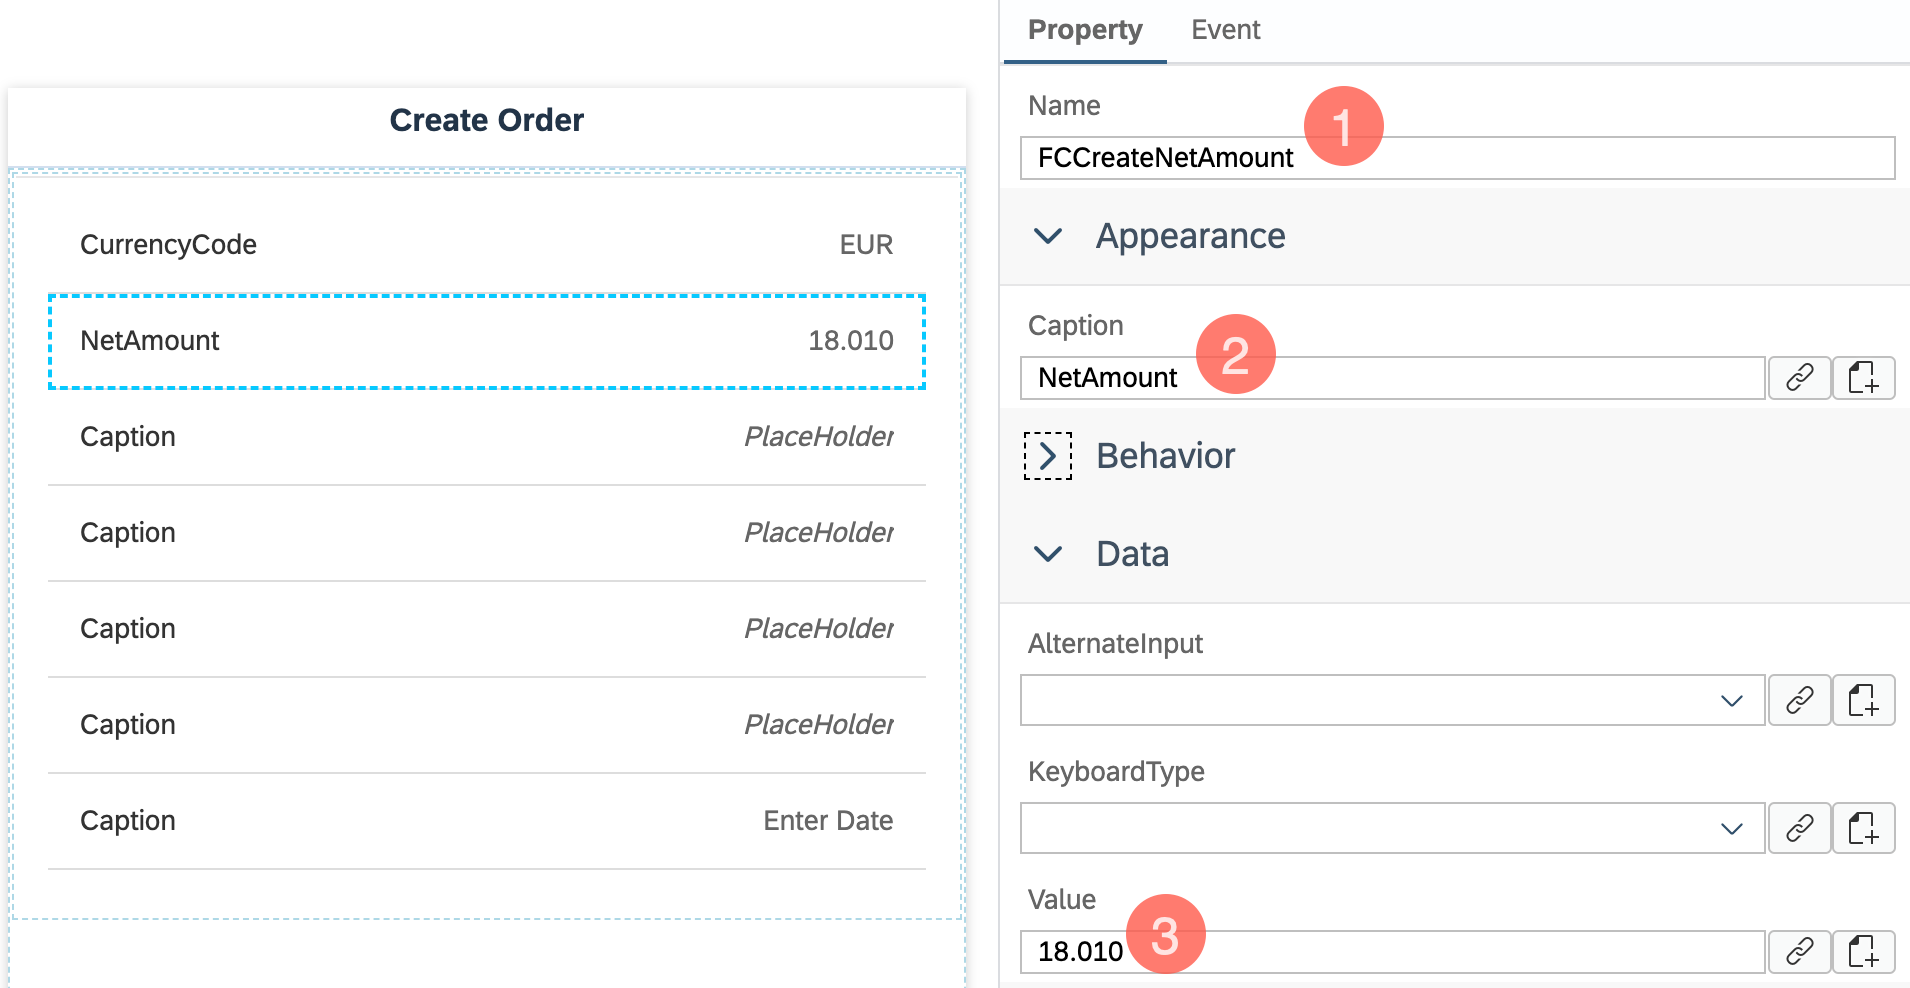 Create Order
CurrencyCode EUR
NetAmount 18.010
Caption PlaceHolder
Caption PlaceHolder
Caption PlaceHolder
Caption PlaceHolder
Caption Enter Date
Property Event
Name
1
FCCreateNetAmount
Appearance
Caption
2
NetAmount
Behavior
Data
AlternateInput
KeyboardType
Value
3
18.010